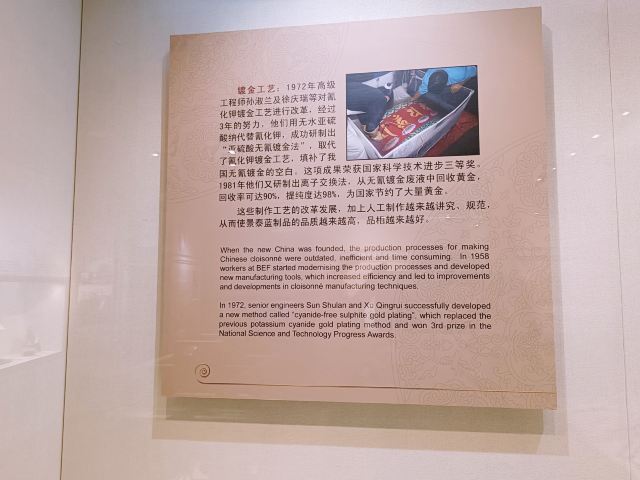 镀金工艺：1972年高级
工程师孙淑兰及徐庆瑞等对氰
化钾镀金工艺进行改革，经过
3年的努力，他们用无水亚硫
酸纳代替氰化钾，成功研制出
“亚硫酸无氰镀金法”，取代
了氰化钾镀金工艺，填补了我
国无氰镀金的空白。这项成果荣获国家科学技术进步三等奖。
1981年他们又研制出离子交换法，从无氰镀金废液中回收黄金，
回收率可达90%，提纯度达98%，为国家节约了大量黄金。
这些制作工艺的改革发展，加上人工制作越来越讲究、规范，
从而使景泰蓝制品的品质越来越高，品相越来越好。
When the new China was founded, the production processes for making
Chinese cloisonné were outdated, inefficient and time consuming. In 1958
workers at BEF started modernising the production processes and developed
new manufacturing tools, which increased efficiency and led to improvements
and developments in cloisonné manufacturing techniques.
In 1972, senior engineers Sun Shulan and Xu Qingrui successfully developed
a new method called "cyanide-free sulphite gold plating", which replaced the
previous potassium cyanide gold plating method and won 3rd prize in the
National Science and Technology Progress Awards.